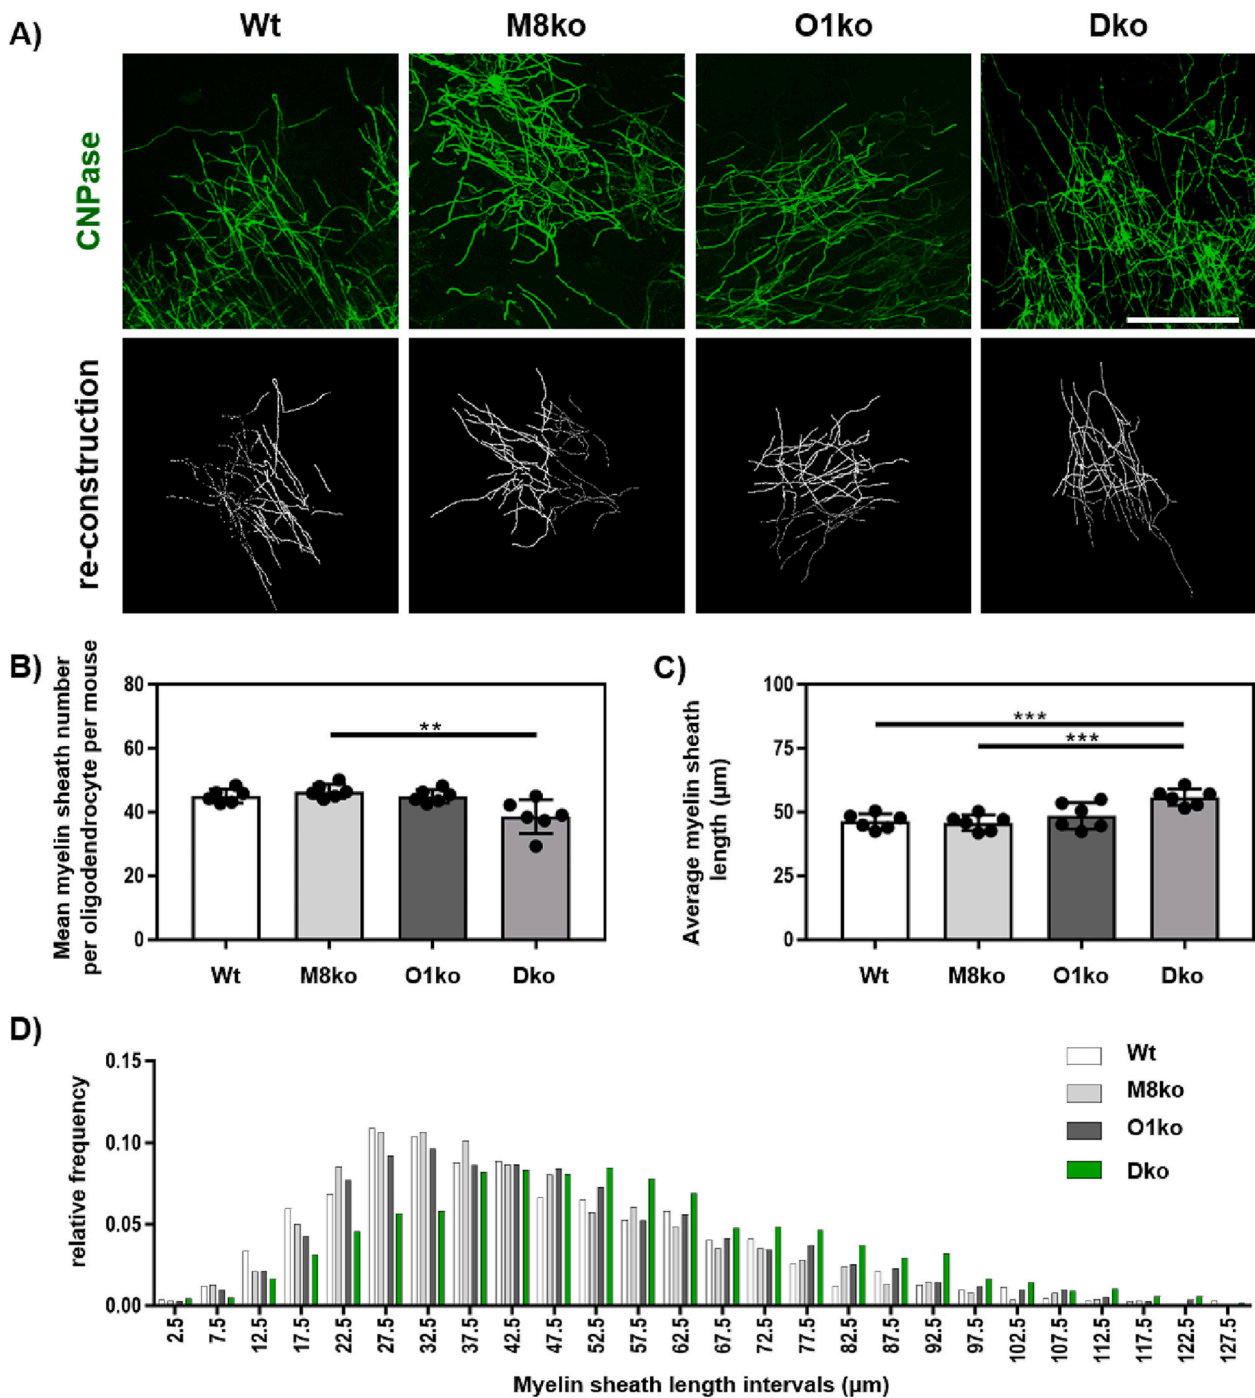 A)
Wt M8ko O1ko Dko
CNPase
re-construction
B)
Mean myelin sheath number
per oligodendrocyte per mouse
80
60
40
20
0
**
Wt M8ko O1ko Dko
C)
Average myelin sheath
length (µm)
100
75
50
25
0
***
***
Wt M8ko O1ko Dko
D)
relative frequency
0.15
0.10
0.05
0.00
Wt
M8ko
O1ko
Dko
2.5 7.5 12.5 17.5 22.5 27.5 32.5 37.5 42.5 47.5 52.5 57.5 62.5 67.5 72.5 77.5 82.5 87.5 92.5 97.5 102.5 107.5 112.5 117.5 122.5 127.5
Myelin sheath length intervals (µm)